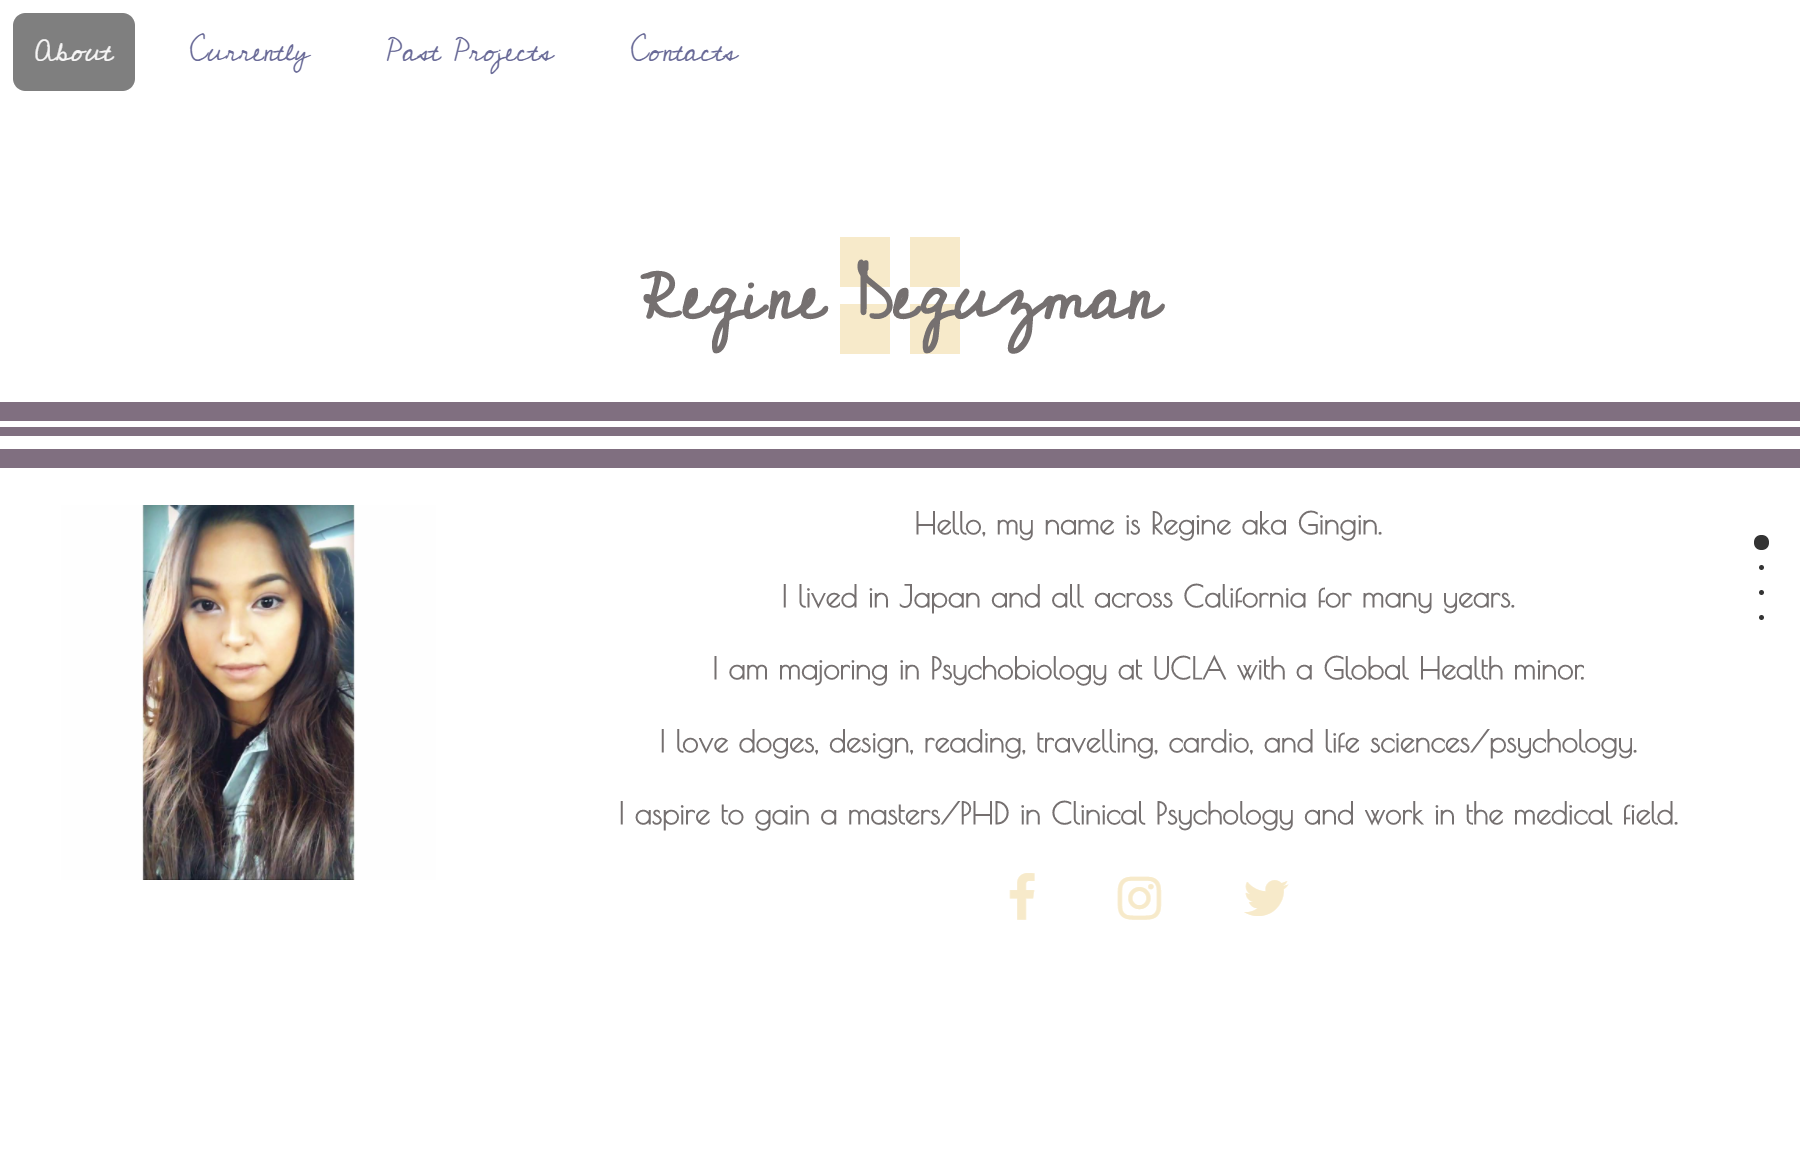 About Currently Past Projects Contacts
Regine Deguzman
Hello, my name is Regine aka Gingin.
I lived in Japan and all across California for many years.
I am majoring in Psychobiology at UCLA with a Global Health minor.
I love doges, design, reading, travelling, cardio, and life sciences/psychology.
I aspire to gain a masters/PHD in Clinical Psychology and work in the medical field.